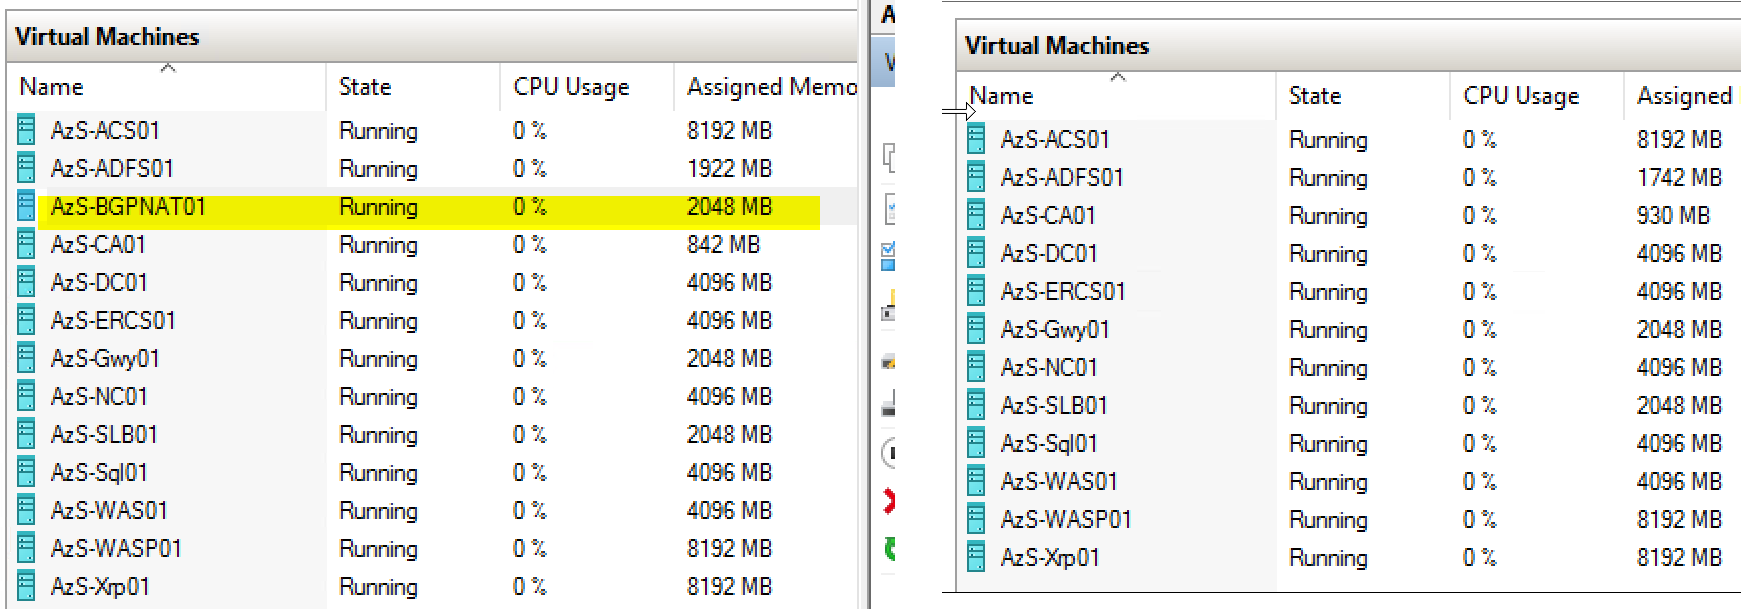 Virtual Machines
Name State CPU Usage Assigned Memo
AzS-ACS01 Running 0 % 8192 MB
AzS-ADFS01 Running 0 % 1922 MB
AzS-BGPNAT01 Running 0 % 2048 MB
AzS-CA01 Running 0 % 842 MB
AzS-DC01 Running 0 % 4096 MB
AzS-ERCS01 Running 0 % 4096 MB
AzS-Gwy01 Running 0 % 2048 MB
AzS-NC01 Running 0 % 4096 MB
AzS-SLB01 Running 0 % 2048 MB
AzS-Sql01 Running 0 % 4096 MB
AzS-WAS01 Running 0 % 4096 MB
AzS-WASP01 Running 0 % 8192 MB
AzS-Xrp01 Running 0 % 8192 MB
A
V
Virtual Machines
Name State CPU Usage Assigned
AzS-ACS01 Running 0 % 8192 MB
AzS-ADFS01 Running 0 % 1742 MB
AzS-CA01 Running 0 % 930 MB
AzS-DC01 Running 0 % 4096 MB
AzS-ERCS01 Running 0 % 4096 MB
AzS-Gwy01 Running 0 % 2048 MB
AzS-NC01 Running 0 % 4096 MB
AzS-SLB01 Running 0 % 2048 MB
AzS-Sql01 Running 0 % 4096 MB
AzS-WAS01 Running 0 % 4096 MB
AzS-WASP01 Running 0 % 8192 MB
AzS-Xrp01 Running 0 % 8192 MB